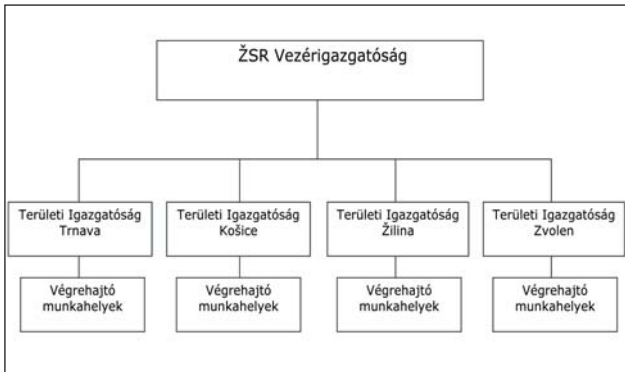 ŽSR Vezérigazgatóság
Területi Igazgatóság
Trnava
Területi Igazgatóság
Košice
Területi Igazgatóság
Žilina
Területi Igazgatóság
Zvolen
Végrehajtó
munkahelyek
Végrehajtó
munkahelyek
Végrehajtó
munkahelyek
Végrehajtó
munkahelyek